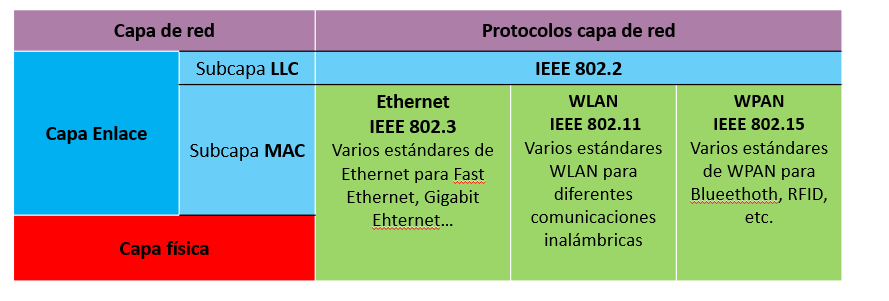 Capa de red
Protocolos capa de red
Capa Enlace
Subcapa LLC
IEEE 802.2
Subcapa MAC
Ethernet
IEEE 802.3
Varios estándares de
Ethernet para Fast
Ethernet, Gigabit
Ehternet…
WLAN
IEEE 802.11
Varios estándares
WLAN para
diferentes
comunicaciones
inalámbricas
WPAN
IEEE 802.15
Varios estándares
de WPAN para
Blueethoth, RFID,
etc.
Capa física